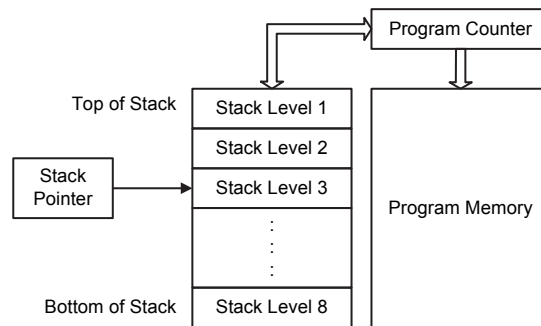 Program Counter
Top of Stack
Stack Level 1
Stack Level 2
Stack
Pointer
Stack Level 3
Program Memory
Bottom of Stack
Stack Level 8